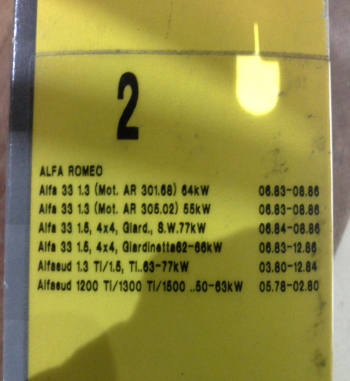 2
ALFA ROMEO
Alfa 33 1.3 (Mot. AR 301.68) 64kW 06.83-08.86
Alfa 33 1.3 (Mot. AR 305.02) 55kW 06.83-08.86
Alfa 33 1.5, 4x4, Giard., S.W.77kW 06.84-08.86
Alfa 33 1.5, 4x4, Giardinetta62-66kW 06.83-12.86
Alfasud 1.3 Ti/1.5, Ti..63-77kW 03.80-12.84
Alfasud 1200 Ti/1300 Ti/1500 ..50-63kW 05.78-02.80